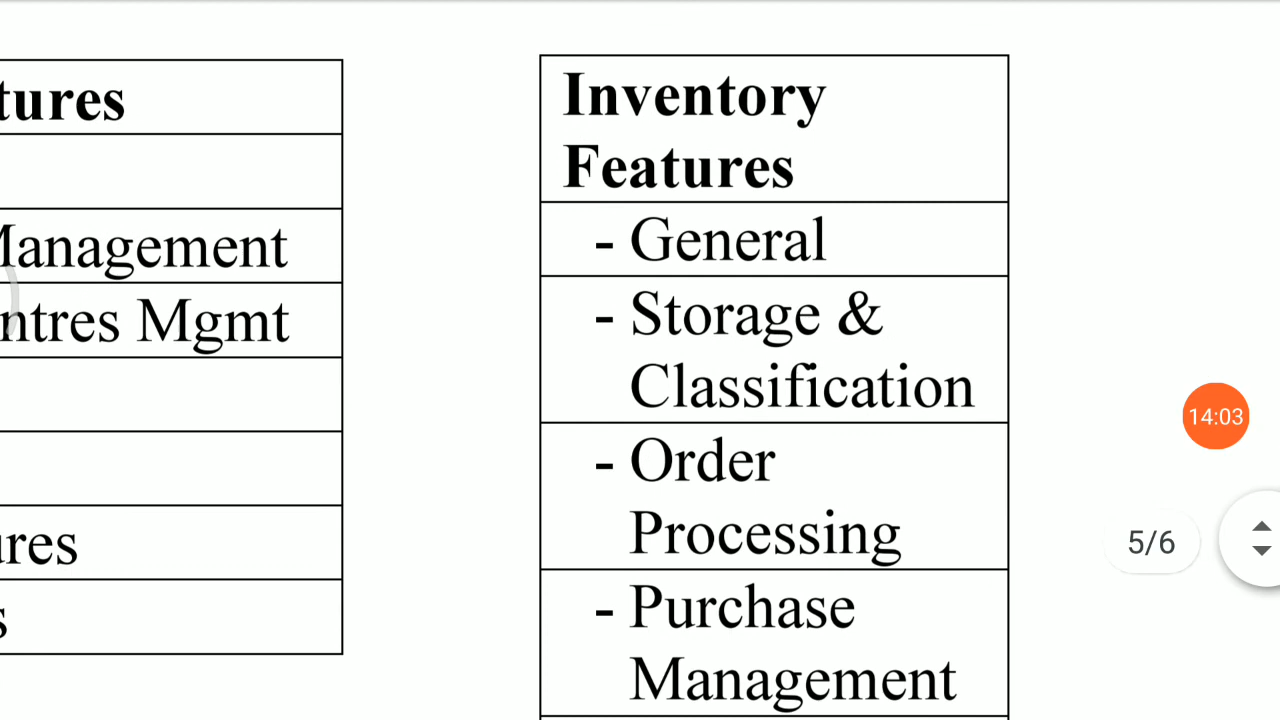 tures
Management
ntres Mgmt
ures
s
Inventory
Features
- General
- Storage &
Classification
- Order
Processing
- Purchase
Management
14:03
5/6